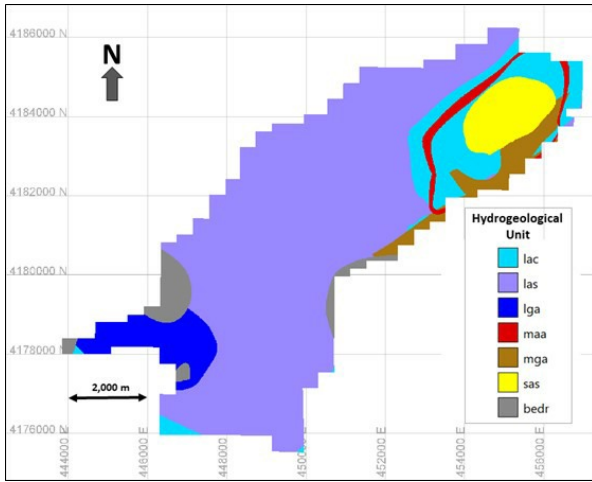 4186000 N
N
4184000 N
4182000 N
4180000 N
4178000 N
4176000 N
2,000 m
Hydrogeological
Unit
lac
las
lga
maa
mga
sas
bedr
444000 E
446000 E
448000 E
450000 E
452000 E
454000 E
456000 E